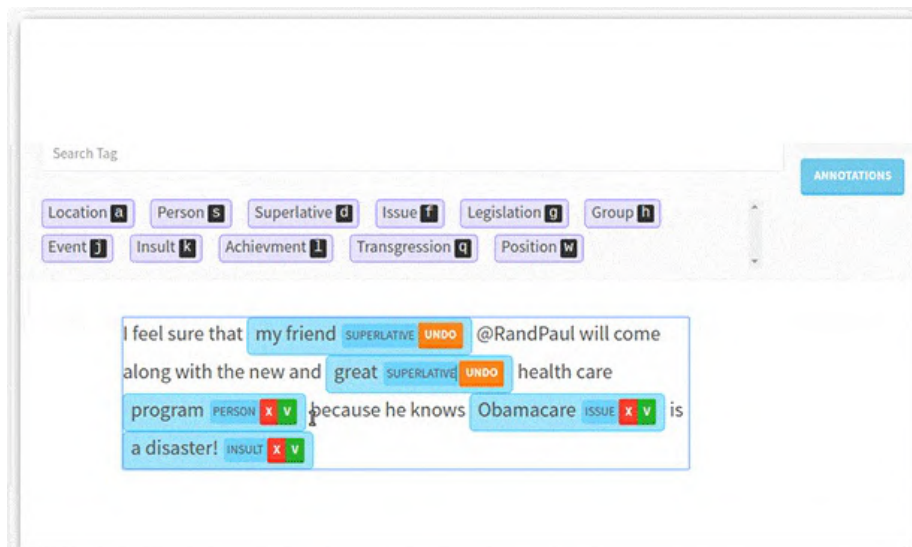 Search Tag
ANNOTATIONS
Location a Person s Superlative d Issue f Legislation g Group h
Event j Insult k Achievment l Transgression q Position w
I feel sure that my friend SUPERLATIVE UNDO @RandPaul will come
along with the new and great SUPERLATIVE UNDO health care
program PERSON X V because he knows Obamacare ISSUE X V is
a disaster! INSULT X V